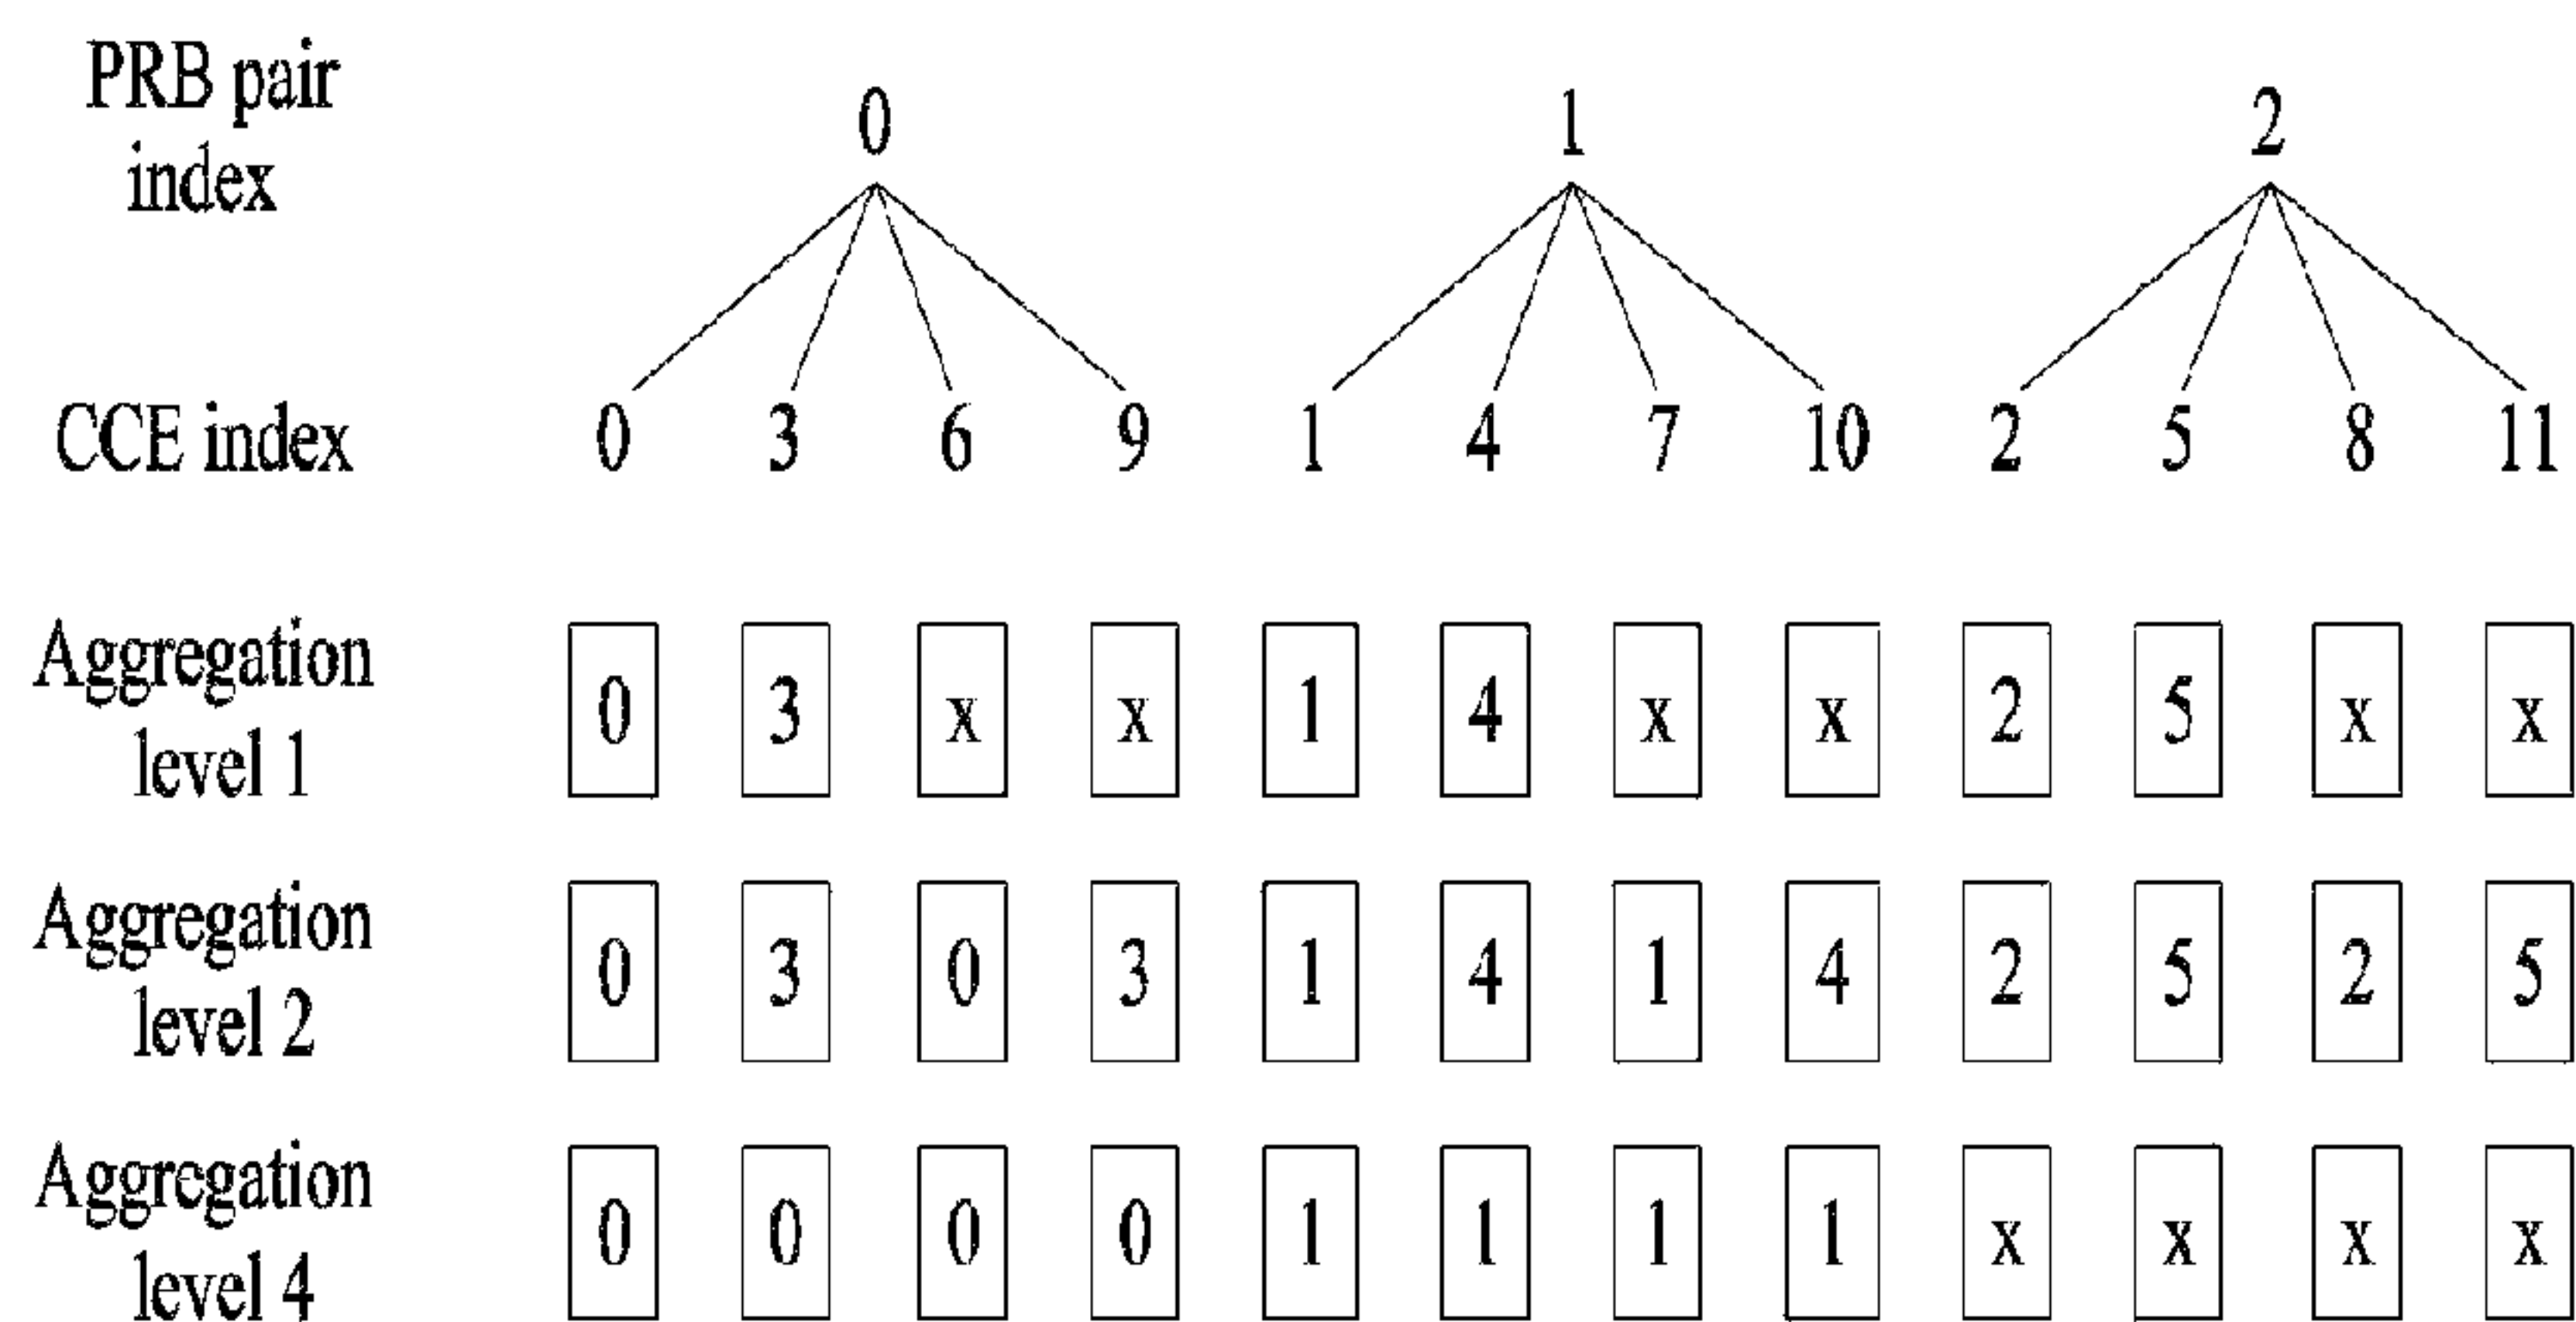 PRB pair
index
0 1 2
CCE index 0 3 6 9 1 4 7 10 2 5 8 11
Aggregation
level 1
0 3 x x 1 4 x x 2 5 x x
Aggregation
level 2
0 3 0 3 1 4 1 4 2 5 2 5
Aggregation
level 4
0 0 0 0 1 1 1 1 x x x x